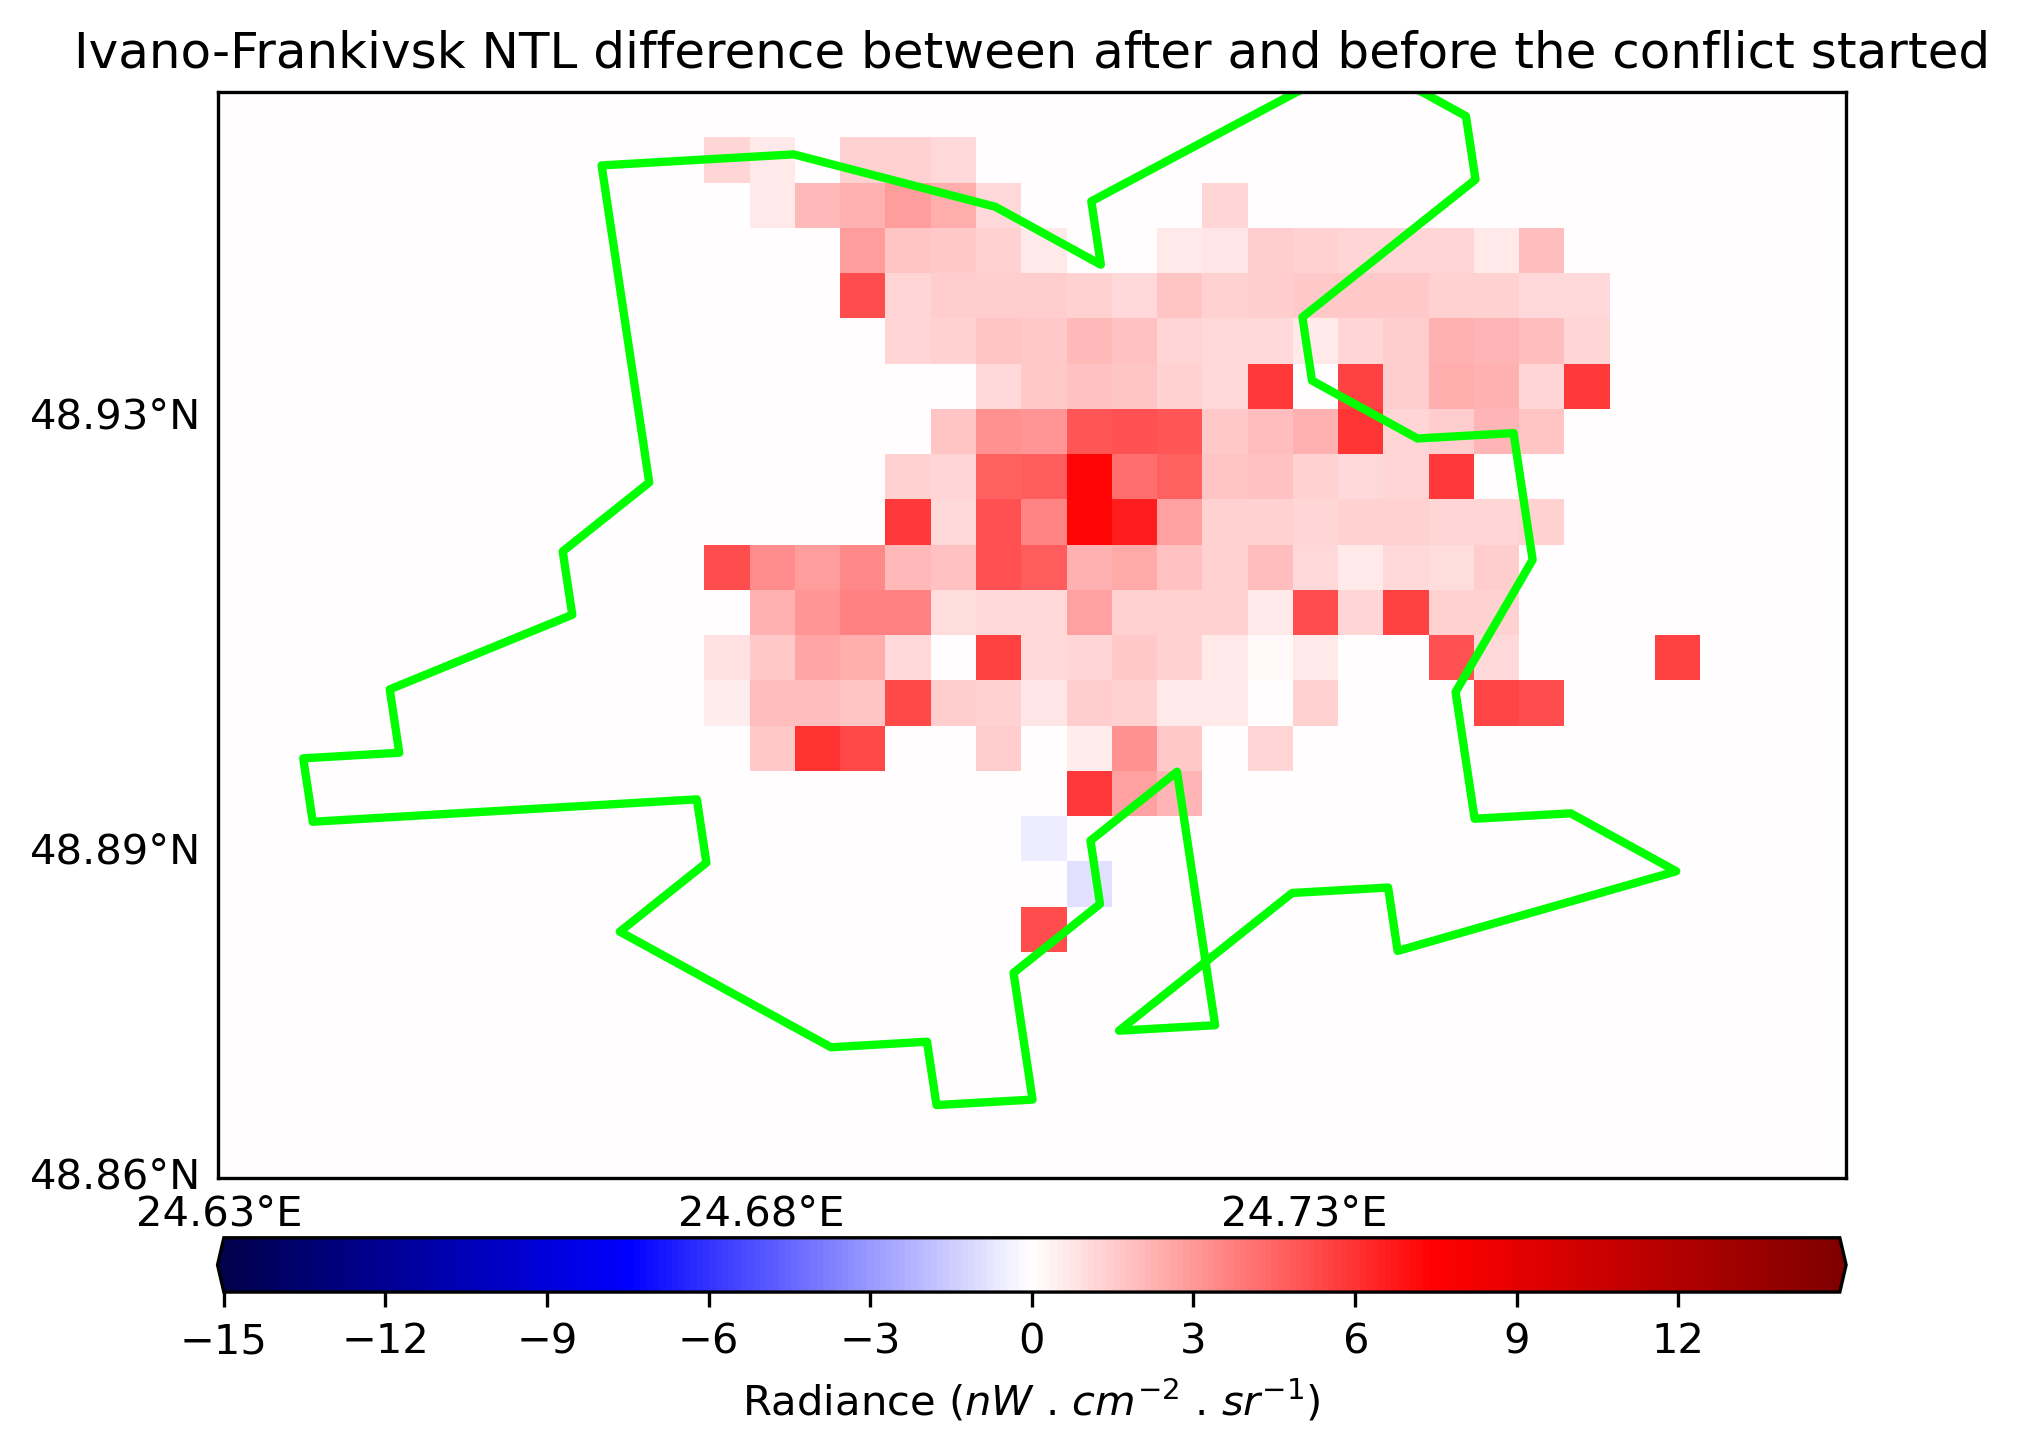 Ivano-Frankivsk NTL difference between after and before the conflict started
48.93°N
48.89°N
48.86°N
24.63°E 24.68°E 24.73°E
−15 −12 −9 −6 −3 0 3 6 9 12
Radiance (nW . cm⁻² . sr⁻¹)